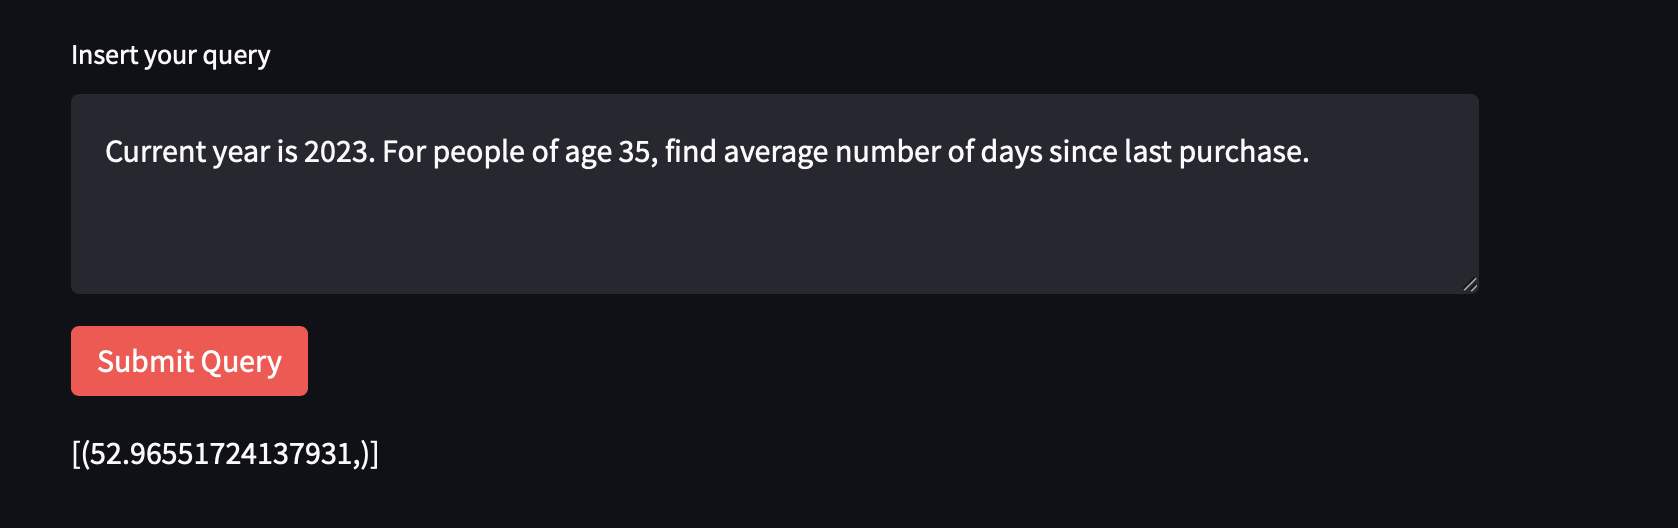 Insert your query
Current year is 2023. For people of age 35, find average number of days since last purchase.
Submit Query
[(52.96551724137931,)]